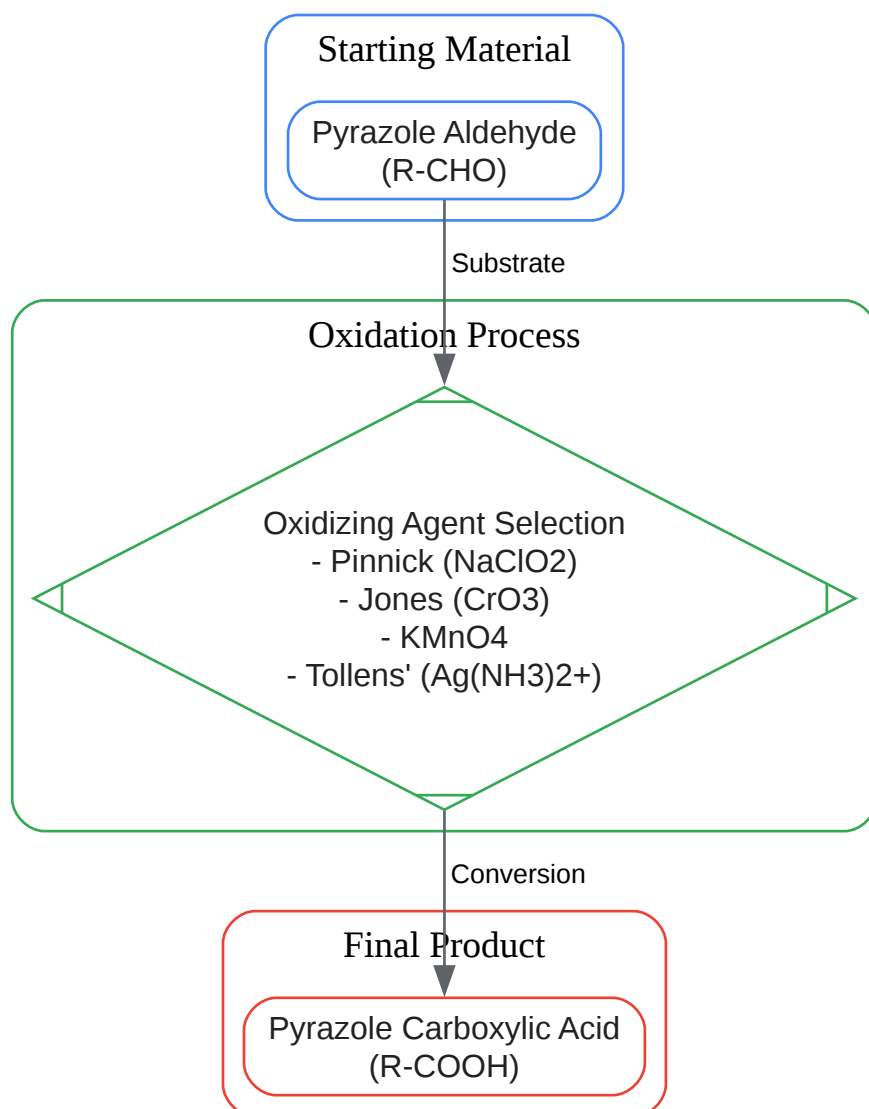 Starting Material
Pyrazole Aldehyde
(R-CHO)
Substrate
Oxidation Process
Oxidizing Agent Selection
- Pinnick (NaClO2)
- Jones (CrO3)
- KMnO4
- Tollens' (Ag(NH3)2+)
Conversion
Final Product
Pyrazole Carboxylic Acid
(R-COOH)